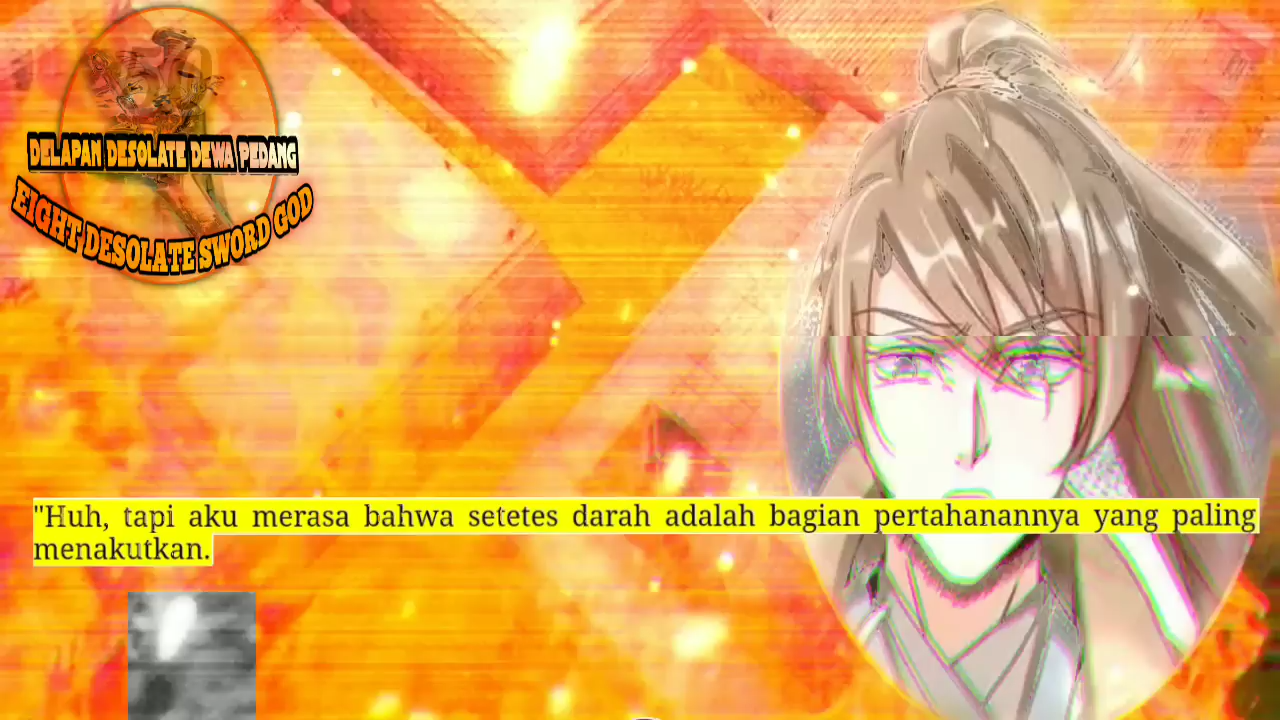 DELAPAN DESOLATE DEWA PEDANG
EIGHT DESOLATE SWORD GOD
"Huh, tapi aku merasa bahwa setetes darah adalah bagian pertahanannya yang paling
menakutkan.